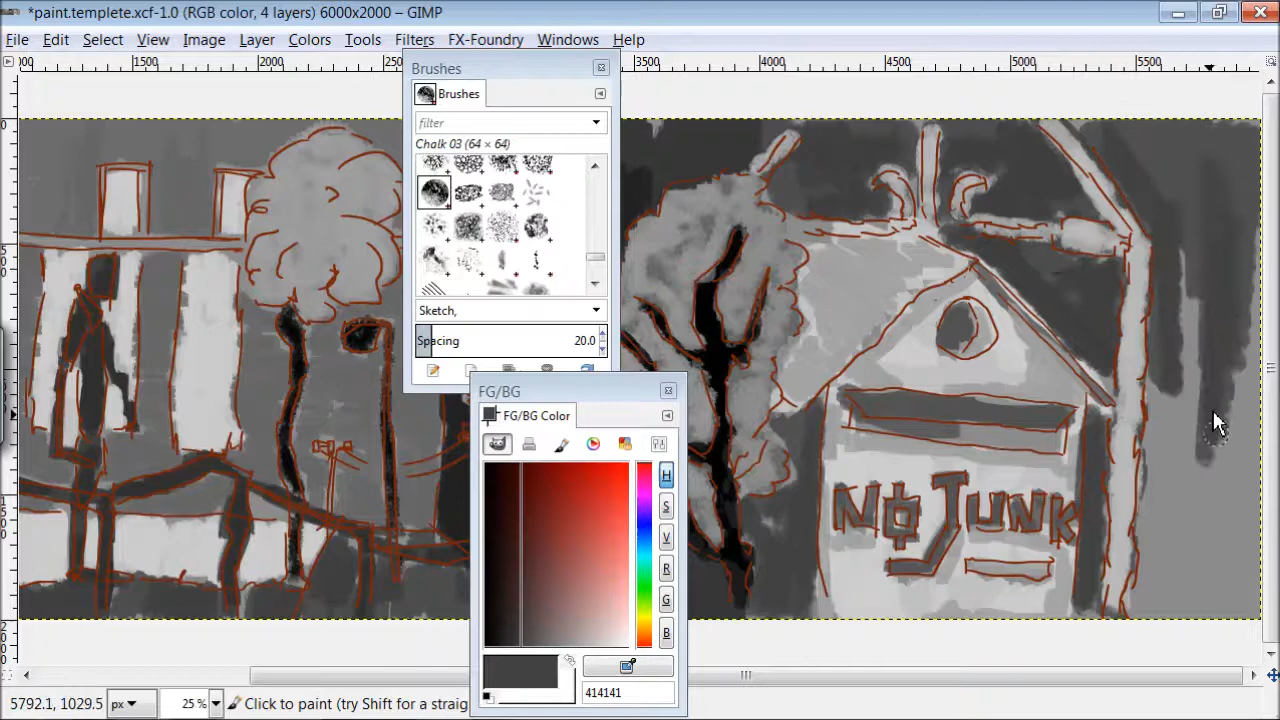 *paint.templete.xcf-1.0 (RGB color, 4 layers) 6000x2000 – GIMP
File Edit Select View Image Layer Colors Tools Filters FX-Foundry Windows Help
1500 2000 3500 4000 4500 5000 5500
Brushes
Brushes
filter
Chalk 03 (64 × 64)
Sketch,
Spacing 20.0
FG/BG
FG/BG Color
H
S
V
R
G
B
414141
NO JUNK
5792.1, 1029.5 px 25% Click to paint (try Shift for a straig